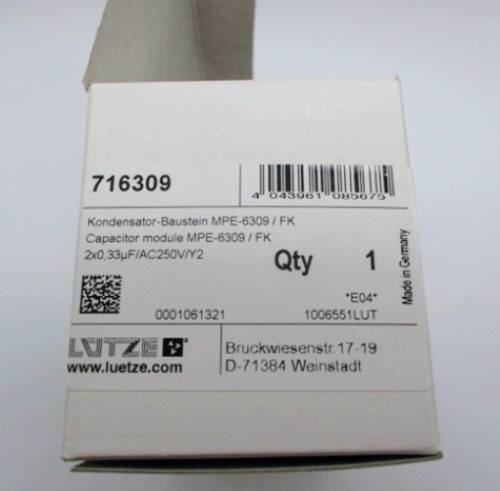 716309
4 043961 085675
Kondensator-Baustein MPE-6309 / FK
Capacitor module MPE-6309 / FK
2x0,33µF/AC250V/Y2
Qty 1
Made in Germany
*E04*
0001061321
1006551LUT
LUTZE
www.luetze.com
Bruckwiesenstr. 17-19
D-71384 Weinstadt